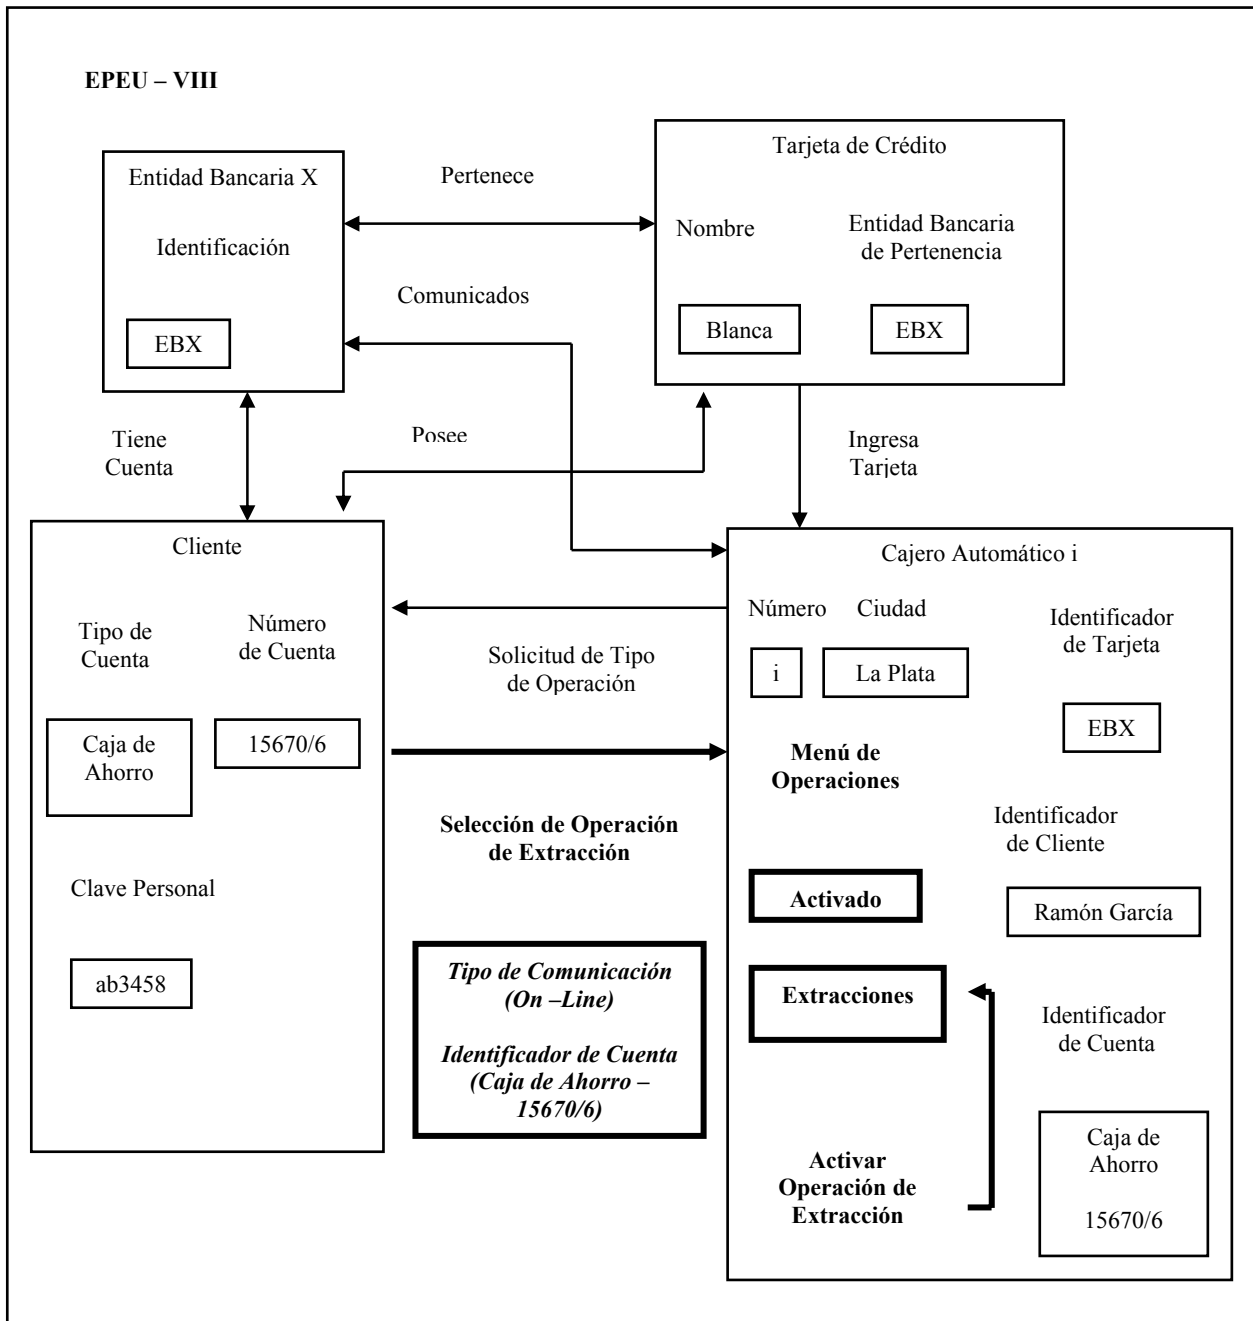 EPEU – VIII
Tarjeta de Crédito
Entidad Bancaria X
Pertenece
Nombre
Entidad Bancaria
de Pertenencia
Identificación
Comunicados
Blanca
EBX
EBX
Tiene
Cuenta
Posee
Ingresa
Tarjeta
Cliente
Cajero Automático i
Tipo de
Cuenta
Número
de Cuenta
Solicitud de Tipo
de Operación
Número
Ciudad
Identificador
de Tarjeta
i
La Plata
EBX
Caja de
Ahorro
15670/6
Menú de
Operaciones
Selección de Operación
de Extracción
Identificador
de Cliente
Clave Personal
Activado
Ramón García
ab3458
Tipo de Comunicación
(On –Line)
Identificador de Cuenta
(Caja de Ahorro –
15670/6)
Extracciones
Identificador
de Cuenta
Activar
Operación de
Extracción
Caja de
Ahorro
15670/6